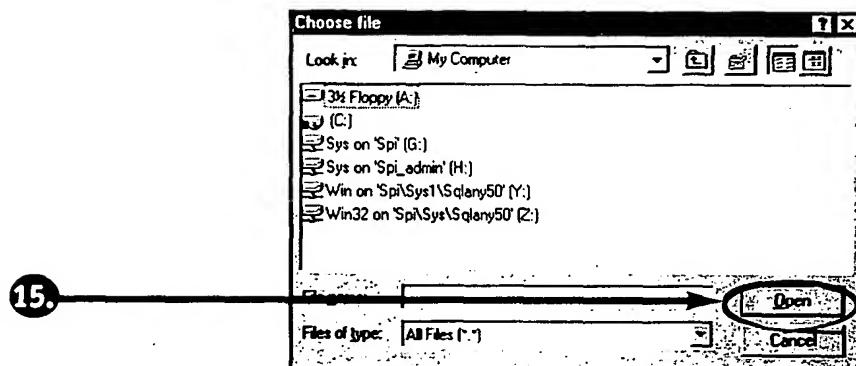 Choose file
Look in: My Computer
3½ Floppy (A:)
(C:)
Sys on 'Spi' (G:)
Sys on 'Spi_admin' (H:)
Win on 'Spi\Sys1\Sqlany50' (Y:)
Win32 on 'Spi\Sys\Sqlany50' (Z:)
15.
Open
Files of type: All Files (*.*)
Cancel